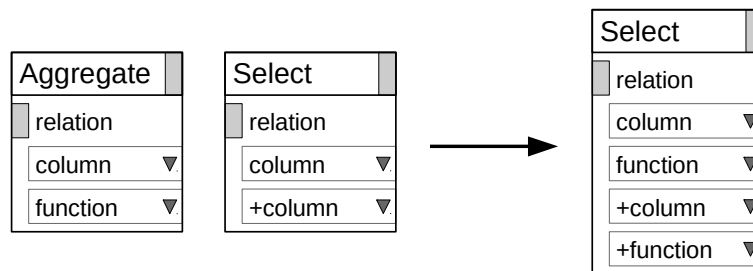 Aggregate
relation
column
function
Select
relation
column
+column
Select
relation
column
function
+column
+function